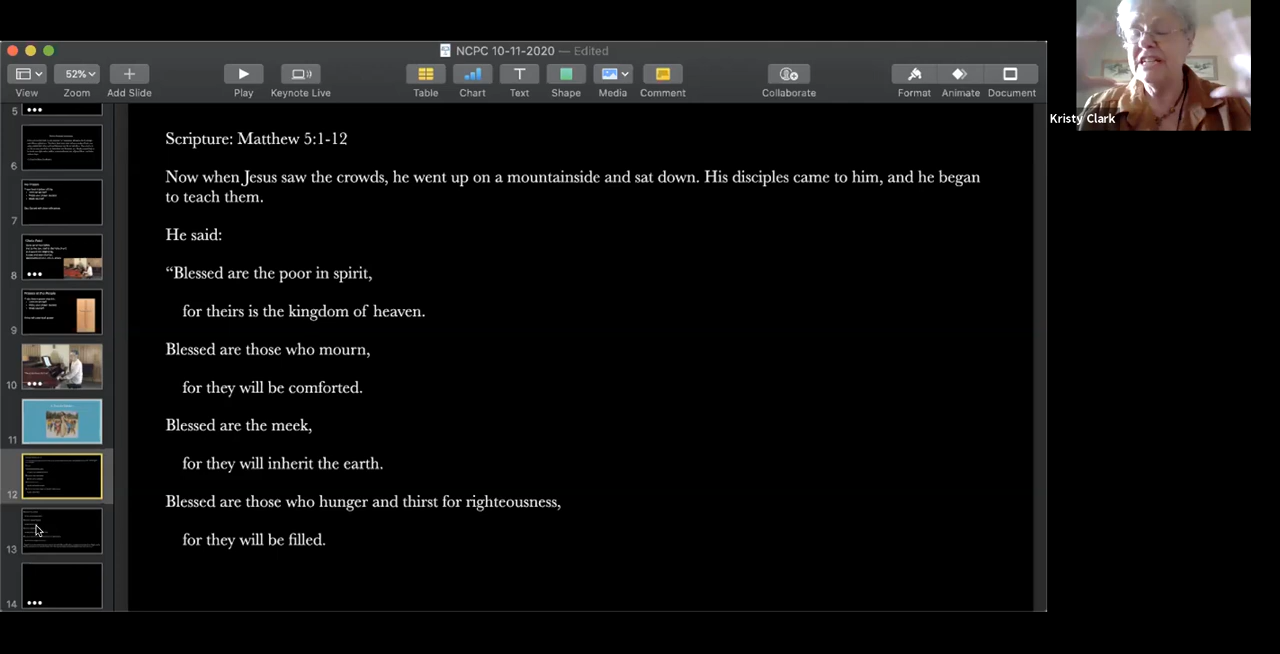 NCPC 10-11-2020 — Edited
View
52%
Zoom
Add Slide
Play
Keynote Live
Table
Chart
Text
Shape
Media
Comment
Collaborate
Format
Animate
Document
Kristy Clark
5
6
7
8
9
10
11
12
13
14
Scripture: Matthew 5:1-12
Now when Jesus saw the crowds, he went up on a mountainside and sat down. His disciples came to him, and he began
to teach them.
He said:
“Blessed are the poor in spirit,
for theirs is the kingdom of heaven.
Blessed are those who mourn,
for they will be comforted.
Blessed are the meek,
for they will inherit the earth.
Blessed are those who hunger and thirst for righteousness,
for they will be filled.